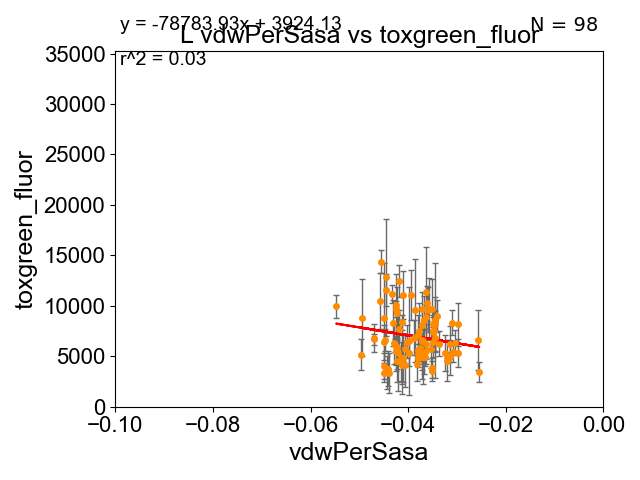 y = -78783.93x + 3924.13
N = 98
L vdwPerSasa vs toxgreen_fluor
r^2 = 0.03
35000
30000
25000
20000
15000
10000
5000
0
toxgreen_fluor
−0.10 −0.08 −0.06 −0.04 −0.02 0.00
vdwPerSasa